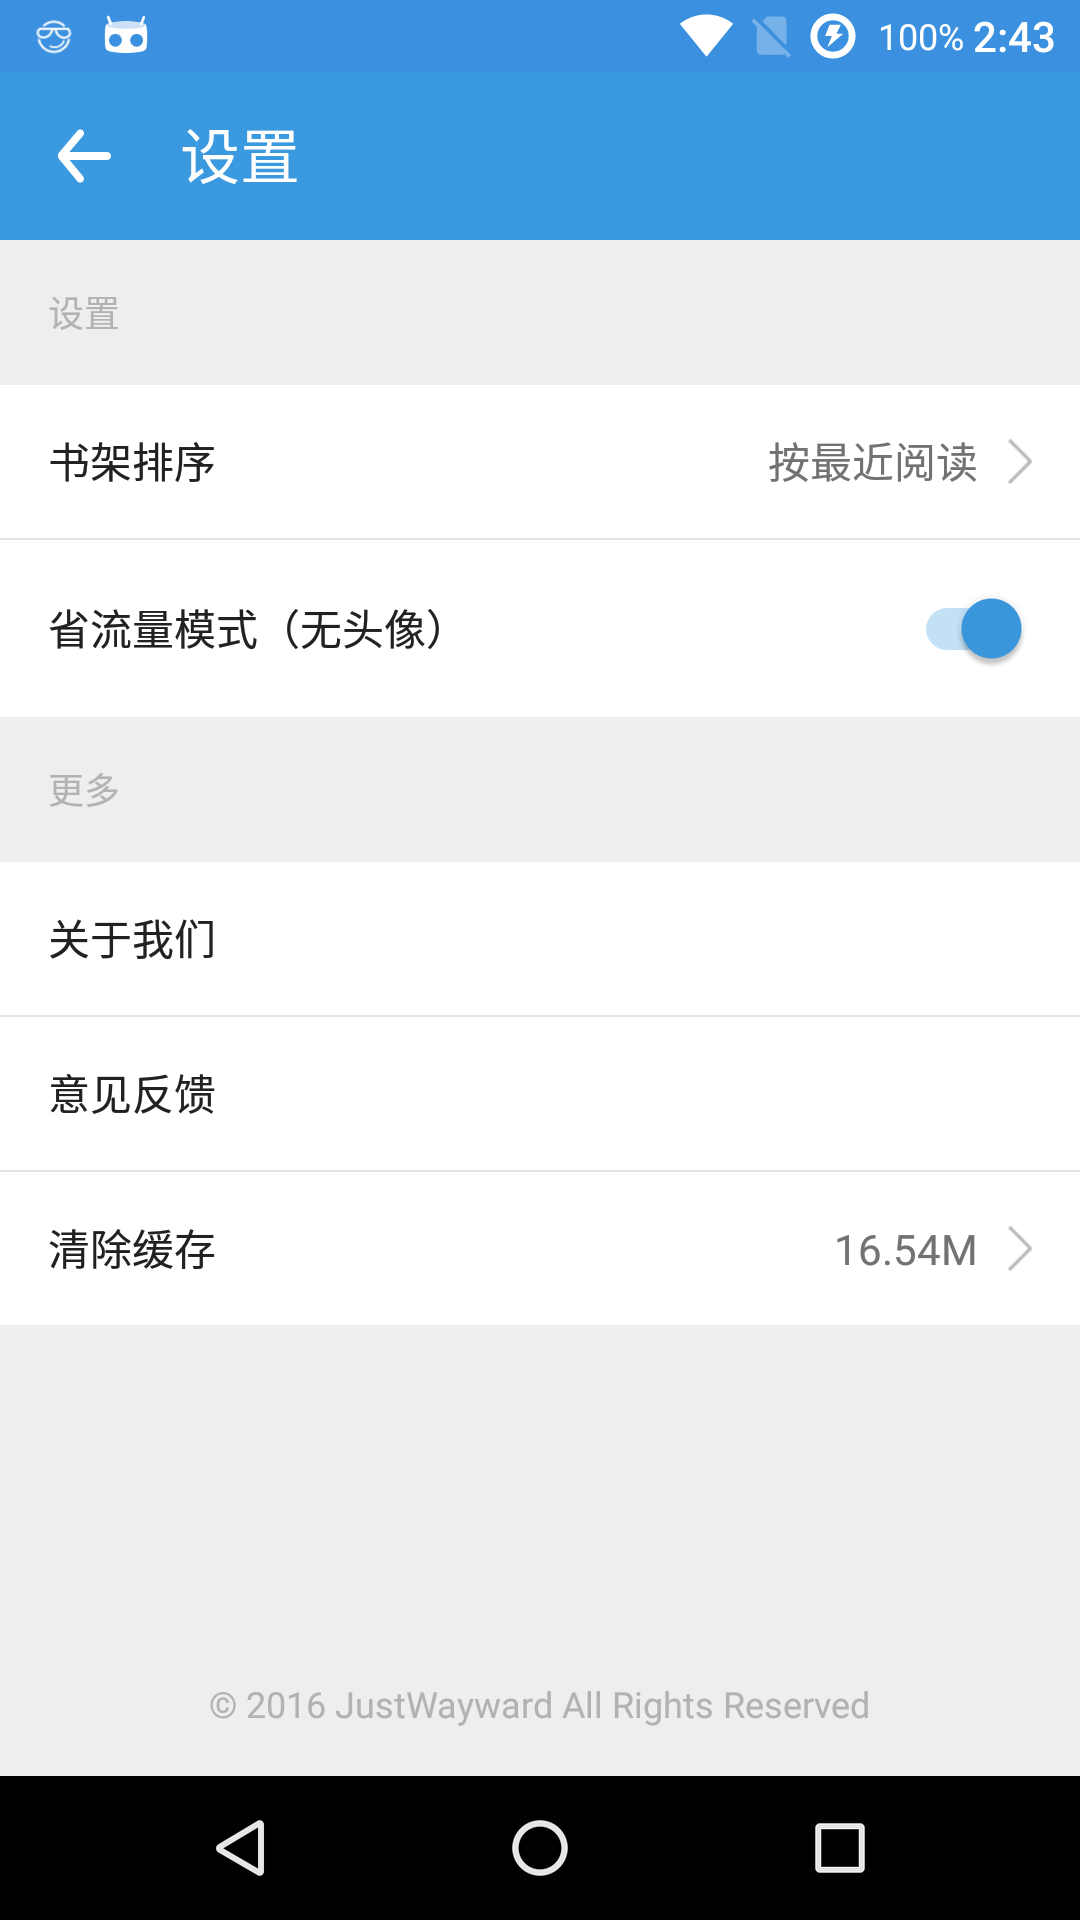 100% 2:43
设置
设置
书架排序 按最近阅读
省流量模式（无头像）
更多
关于我们
意见反馈
清除缓存 16.54M
© 2016 JustWayward All Rights Reserved